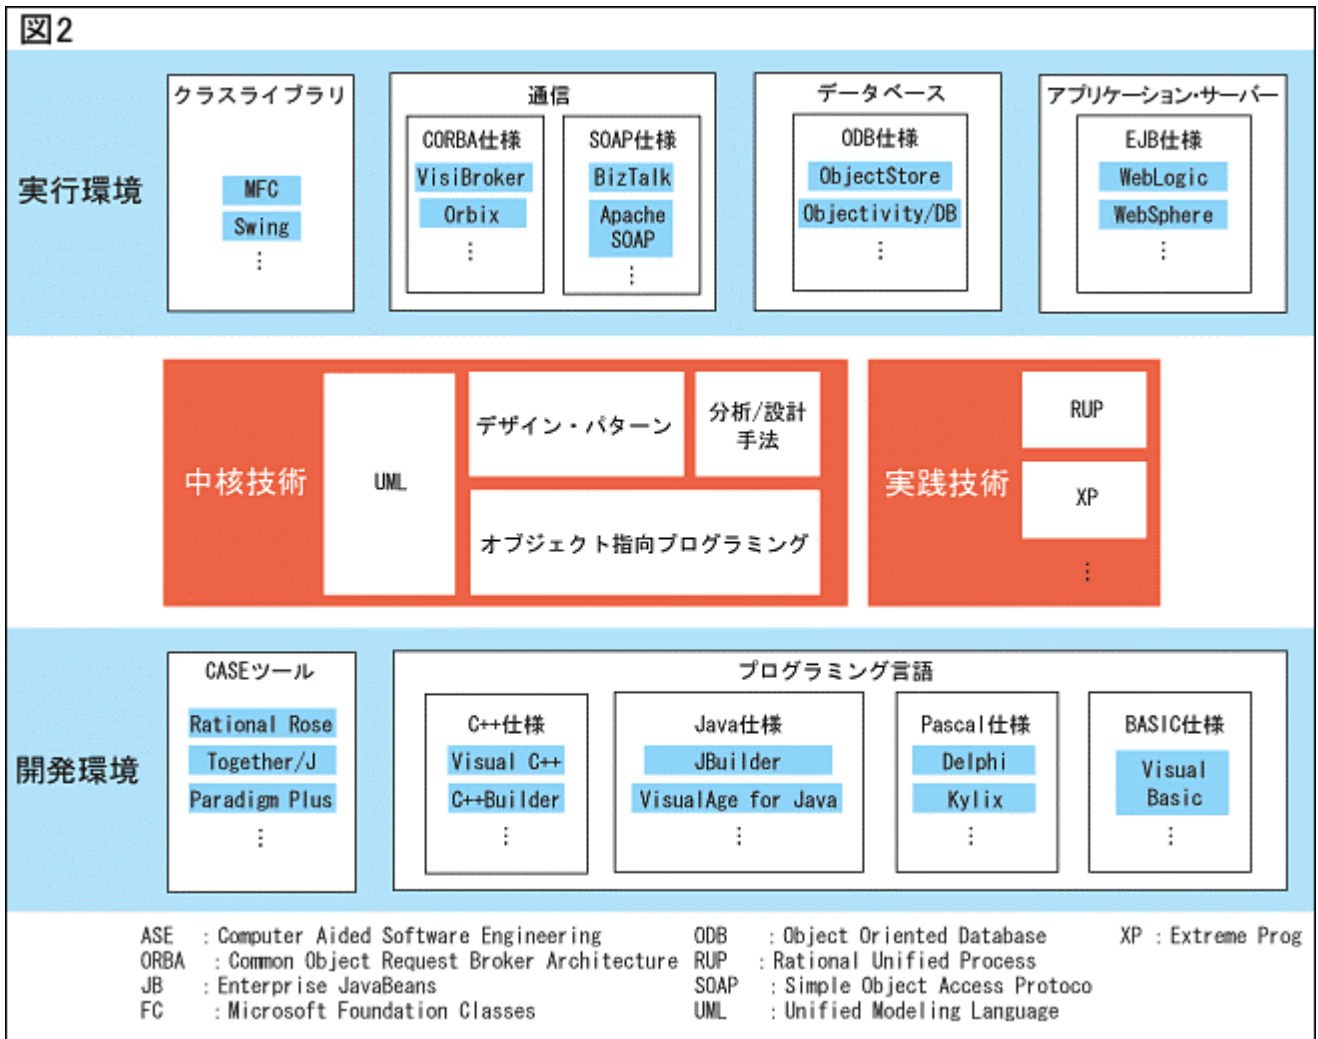 図2
実行環境
クラスライブラリ
MFC
Swing
⋮
通信
CORBA仕様
VisiBroker
Orbix
⋮
SOAP仕様
BizTalk
Apache
SOAP
⋮
データベース
ODB仕様
ObjectStore
Objectivity/DB
⋮
アプリケーション・サーバー
EJB仕様
WebLogic
WebSphere
⋮
中核技術
UML
デザイン・パターン
分析/設計
手法
オブジェクト指向プログラミング
実践技術
RUP
XP
⋮
開発環境
CASEツール
Rational Rose
Together/J
Paradigm Plus
⋮
プログラミング言語
C++仕様
Visual C++
C++Builder
⋮
Java仕様
JBuilder
VisualAge for Java
⋮
Pascal仕様
Delphi
Kylix
⋮
BASIC仕様
Visual
Basic
⋮
ASE : Computer Aided Software Engineering
ORBA : Common Object Request Broker Architecture
JB : Enterprise JavaBeans
FC : Microsoft Foundation Classes
ODB : Object Oriented Database
RUP : Rational Unified Process
SOAP : Simple Object Access Protoco
UML : Unified Modeling Language
XP : Extreme Prog